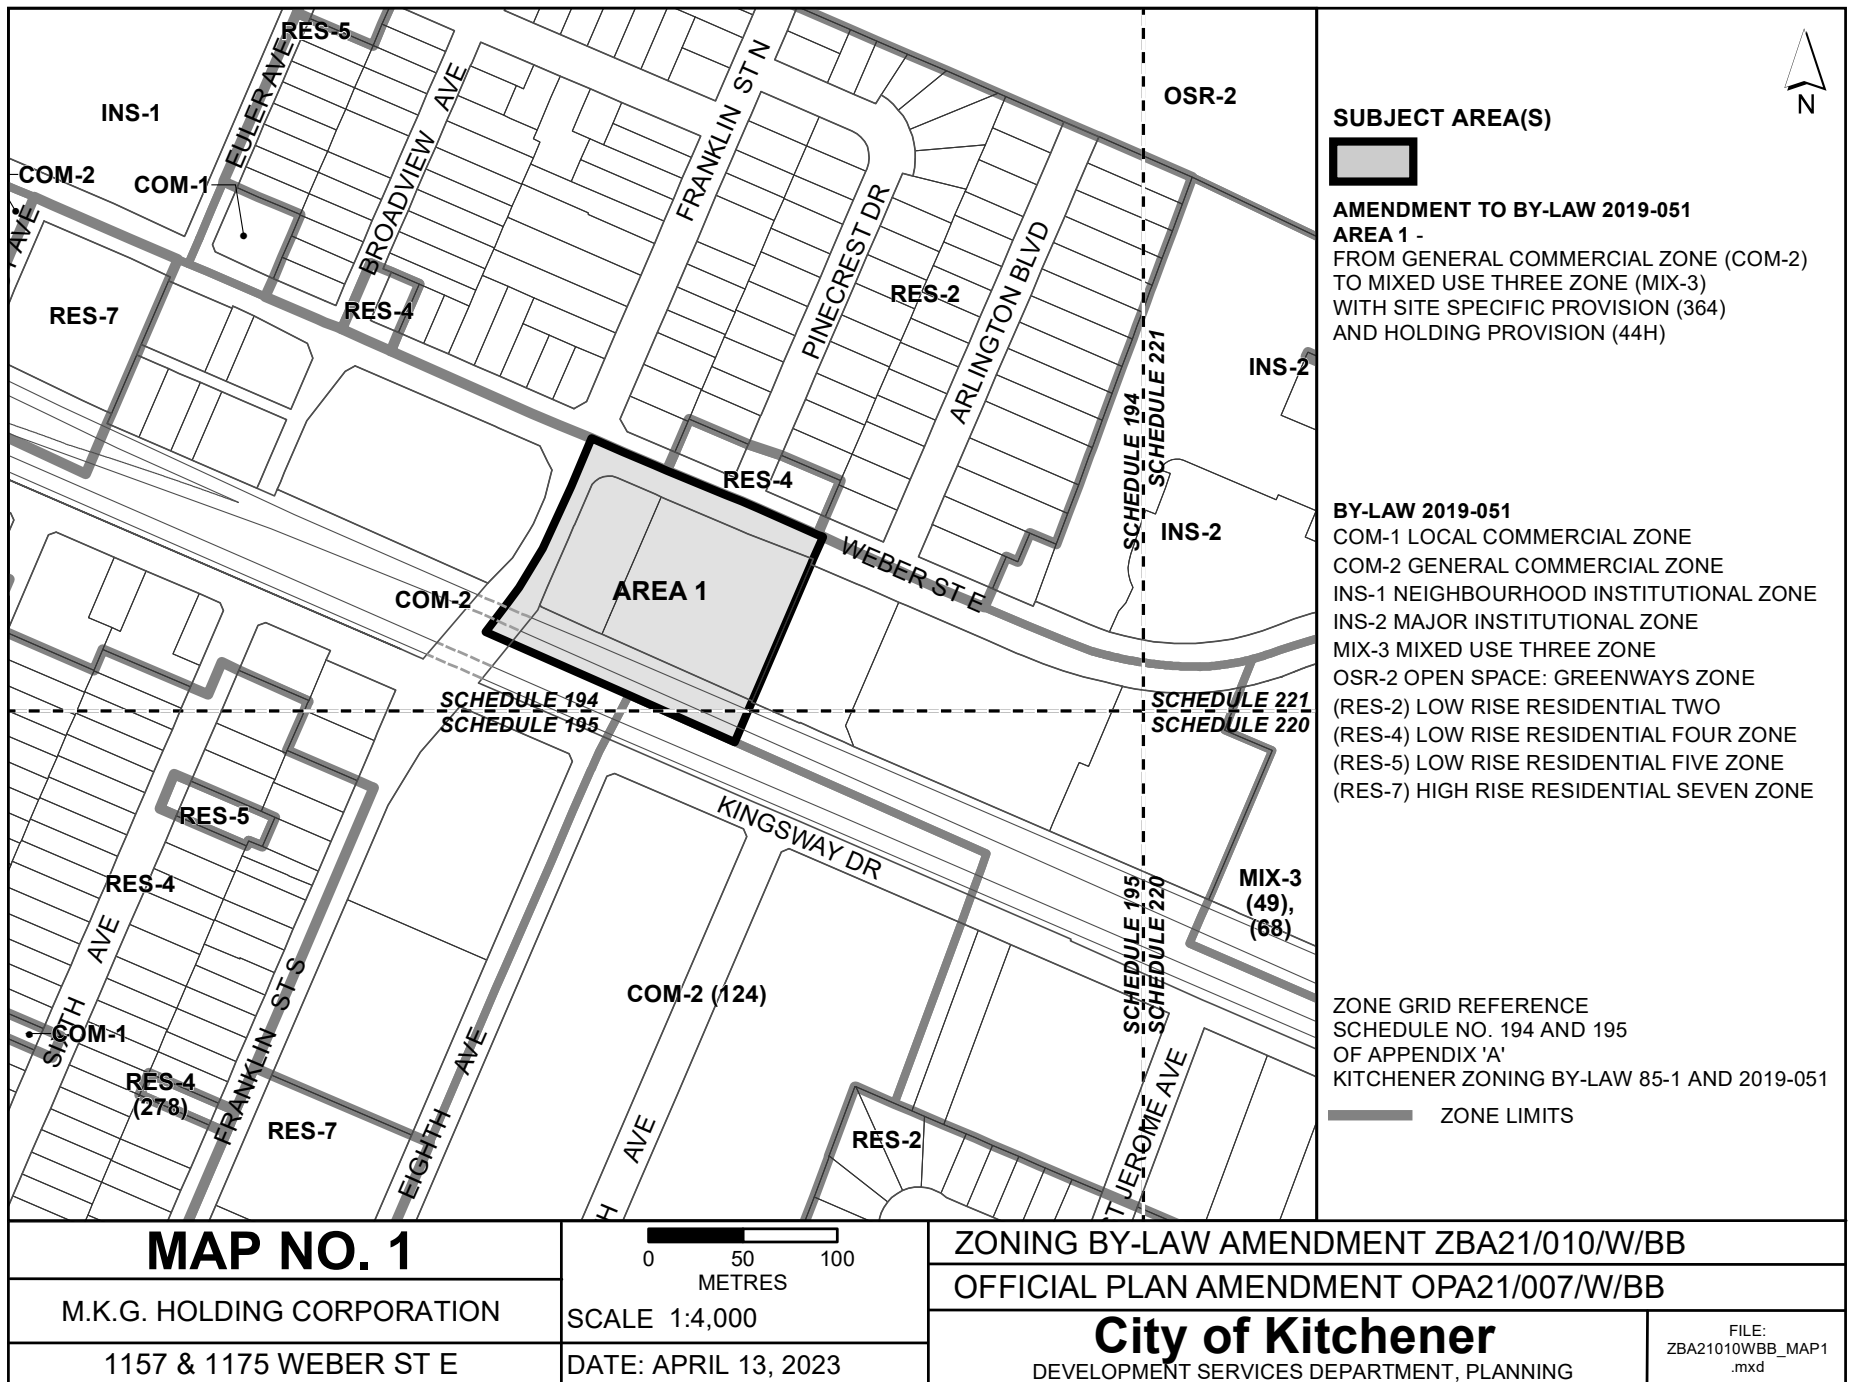 RES-5
INS-1
EULER AVE
BROADVIEW AVE
FRANKLIN ST N
OSR-2
COM-2
COM-1
AVE
PINECREST DR
ARLINGTON BLVD
RES-7
RES-4
RES-2
SCHEDULE 194
SCHEDULE 221
INS-2
RES-4
INS-2
WEBER ST E
AREA 1
COM-2
SCHEDULE 194
SCHEDULE 195
SCHEDULE 221
SCHEDULE 220
RES-5
KINGSWAY DR
RES-4
MIX-3
(49),
(68)
SCHEDULE 195
SCHEDULE 220
SIXTH AVE
FRANKLIN ST S
COM-2 (124)
COM-1
EIGHTH AVE
RES-4
(278)
RES-7
AVE
H
RES-2
ST JEROME AVE
N
SUBJECT AREA(S)
AMENDMENT TO BY-LAW 2019-051
AREA 1 -
FROM GENERAL COMMERCIAL ZONE (COM-2)
TO MIXED USE THREE ZONE (MIX-3)
WITH SITE SPECIFIC PROVISION (364)
AND HOLDING PROVISION (44H)
BY-LAW 2019-051
COM-1 LOCAL COMMERCIAL ZONE
COM-2 GENERAL COMMERCIAL ZONE
INS-1 NEIGHBOURHOOD INSTITUTIONAL ZONE
INS-2 MAJOR INSTITUTIONAL ZONE
MIX-3 MIXED USE THREE ZONE
OSR-2 OPEN SPACE: GREENWAYS ZONE
(RES-2) LOW RISE RESIDENTIAL TWO
(RES-4) LOW RISE RESIDENTIAL FOUR ZONE
(RES-5) LOW RISE RESIDENTIAL FIVE ZONE
(RES-7) HIGH RISE RESIDENTIAL SEVEN ZONE
ZONE GRID REFERENCE
SCHEDULE NO. 194 AND 195
OF APPENDIX 'A'
KITCHENER ZONING BY-LAW 85-1 AND 2019-051
ZONE LIMITS
MAP NO. 1
M.K.G. HOLDING CORPORATION
1157 & 1175 WEBER ST E
0 50 100
METRES
SCALE 1:4,000
DATE: APRIL 13, 2023
ZONING BY-LAW AMENDMENT ZBA21/010/W/BB
OFFICIAL PLAN AMENDMENT OPA21/007/W/BB
City of Kitchener
DEVELOPMENT SERVICES DEPARTMENT, PLANNING
FILE:
ZBA21010WBB_MAP1
.mxd